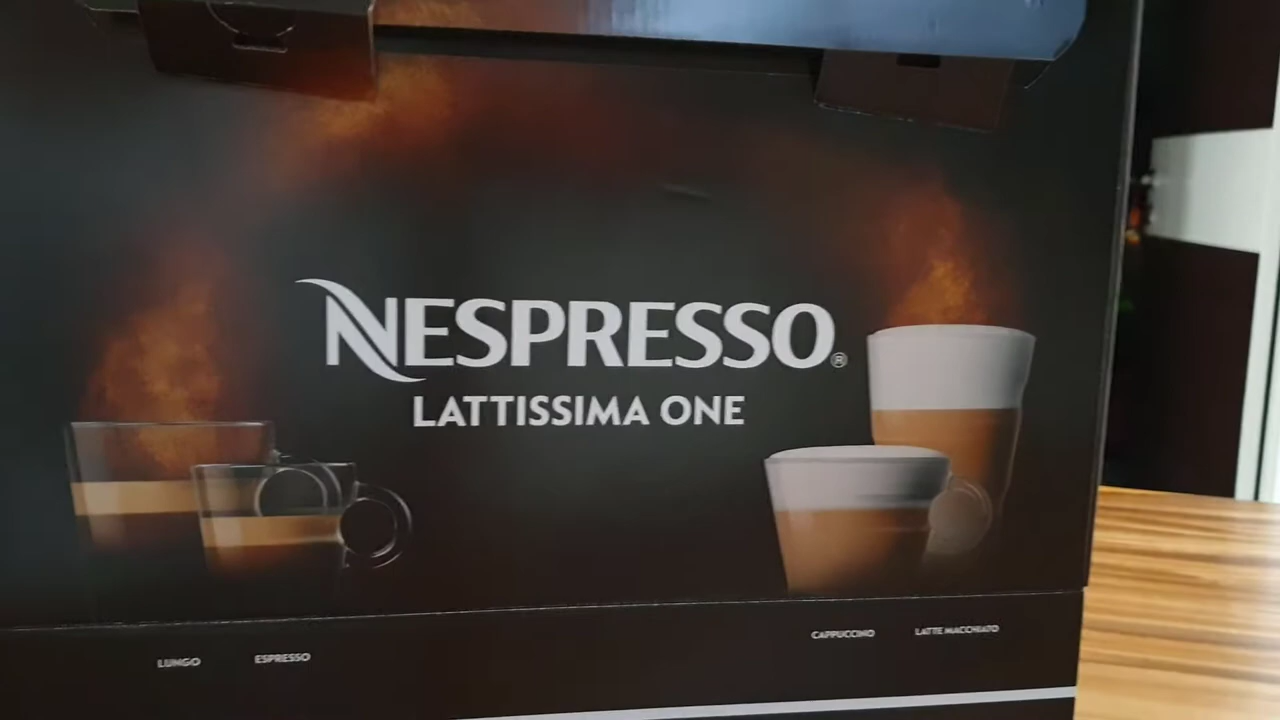 NESPRESSO®
LATTISSIMA ONE
LUNGO
ESPRESSO
CAPPUCCINO
LATTE MACCHIATO